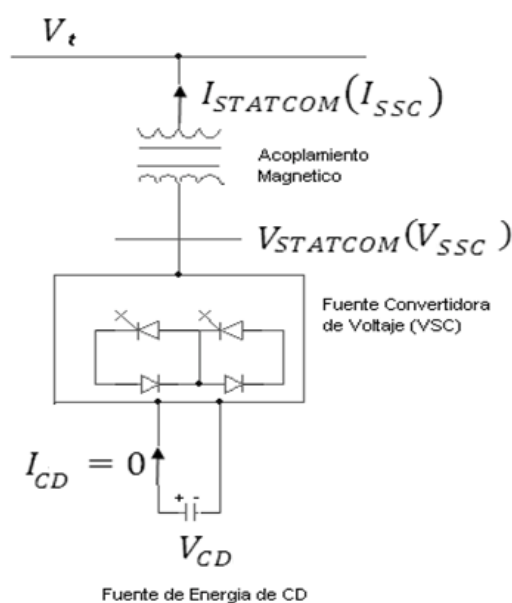 V_t
I_STATCOM(I_SSC)
Acoplamiento
Magnetico
V_STATCOM(V_SSC)
Fuente Convertidora
de Voltaje (VSC)
I_CD = 0
+ -
V_CD
Fuente de Energia de CD